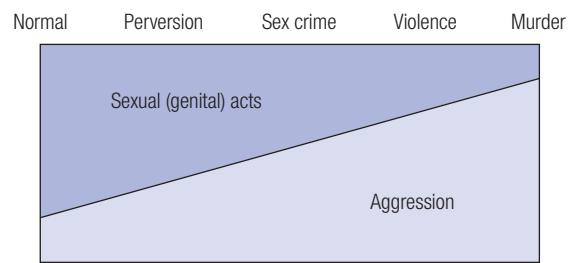 Normal Perversion Sex crime Violence Murder
Sexual (genital) acts
Aggression